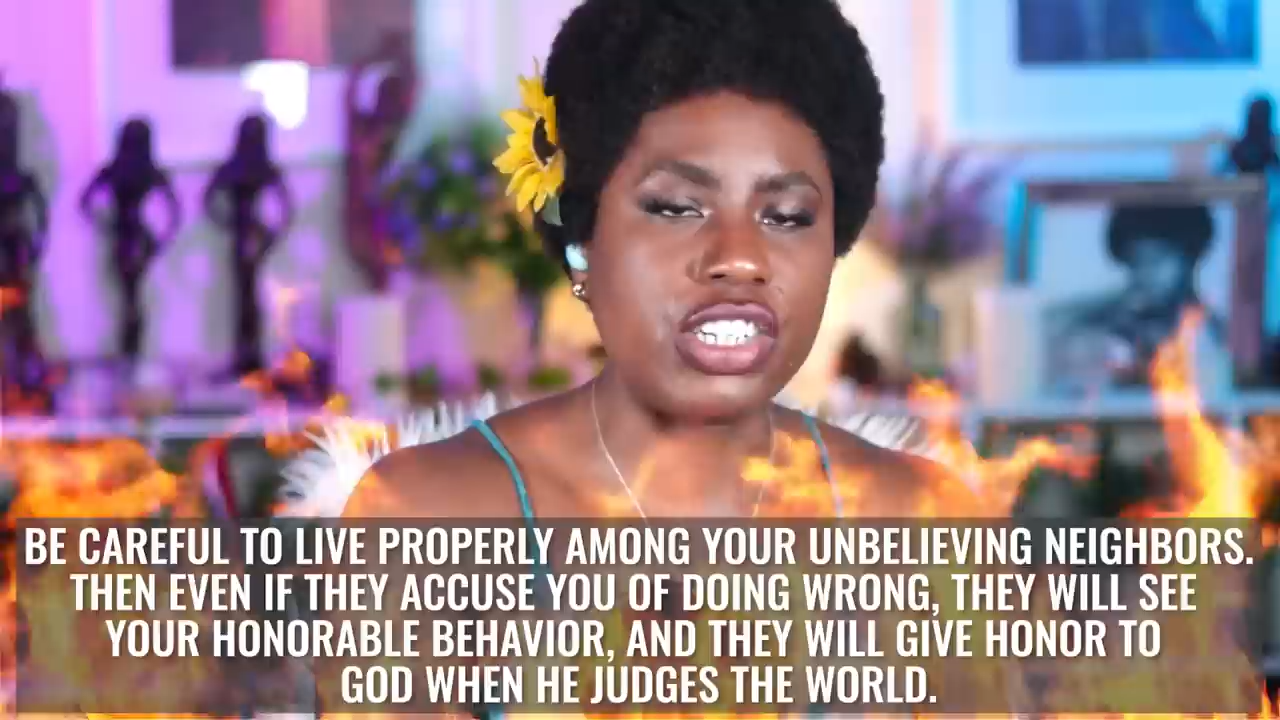 BE CAREFUL TO LIVE PROPERLY AMONG YOUR UNBELIEVING NEIGHBORS.
THEN EVEN IF THEY ACCUSE YOU OF DOING WRONG, THEY WILL SEE
YOUR HONORABLE BEHAVIOR, AND THEY WILL GIVE HONOR TO
GOD WHEN HE JUDGES THE WORLD.